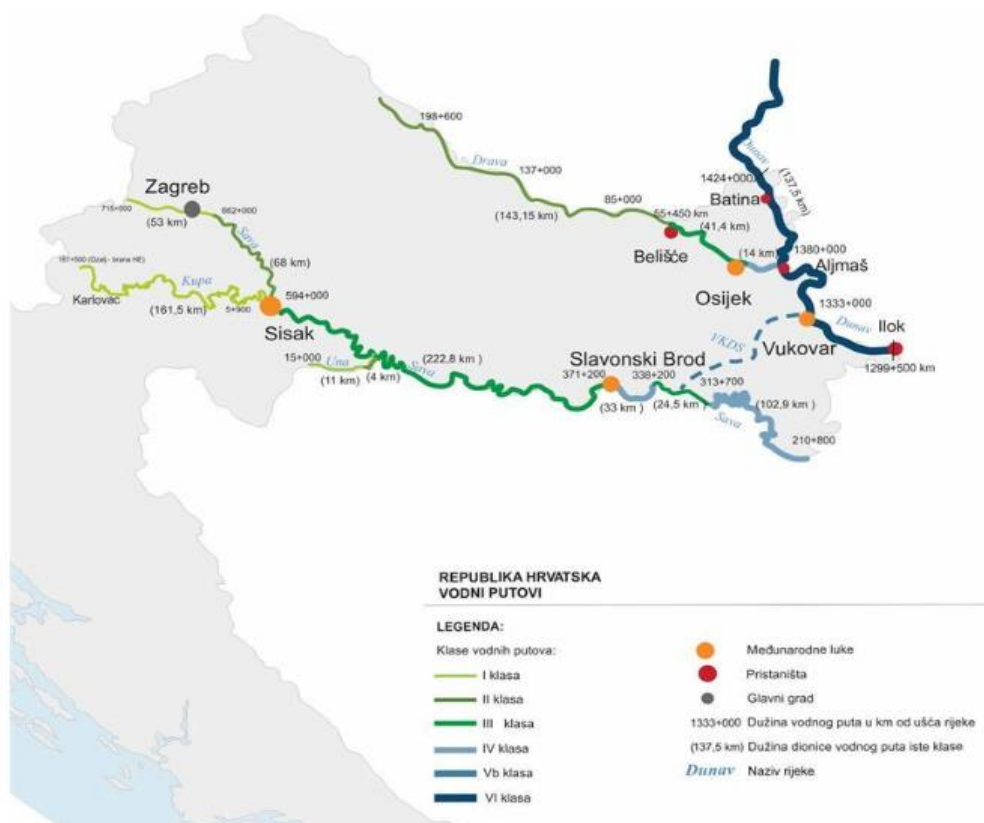 198+600
Drava
137+000
Dunav
1424+000
(137,5 km)
Zagreb
Batina
715+000
662+000
(53 km)
85+000
(143,15 km)
55+450 km
(41,4 km)
Sava
Belišće
(14 km)
1380+000
Aljmaš
(68 km)
Kupa
Karlovac
594+000
Osijek
1333+000
(161,5 km)
5+900
Sisak
Dunav
Ilok
VKDS
Vukovar
15+000
Una
(222,8 km )
Slavonski Brod
1299+500 km
(11 km)
(4 km)
Sava
371+200
338+200
313+700
(33 km )
(24,5 km )
(102,9 km )
Sava
210+800
REPUBLIKA HRVATSKA
VODNI PUTOVI
LEGENDA:
Klase vodnih putova:
I klasa
II klasa
III klasa
IV klasa
Vb klasa
VI klasa
Međunarodne luke
Pristaništa
Glavni grad
1333+000 Dužina vodnog puta u km od ušća rijeke
(137,5 km) Dužina dionice vodnog puta iste klase
Dunav Naziv rijeke